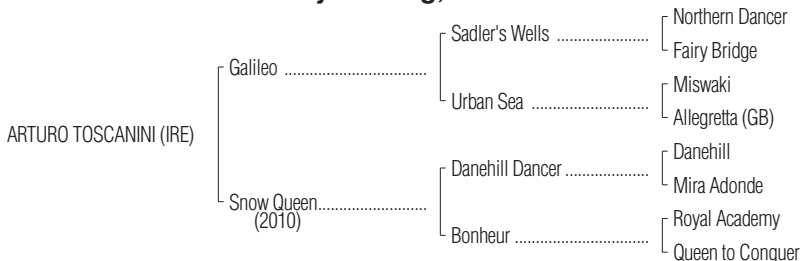 Northern Dancer
Sadler's Wells ........................
Fairy Bridge
Galileo .....................................
Miswaki
Urban Sea ...............................
Allegretta (GB)
ARTURO TOSCANINI (IRE)
Danehill
Danehill Dancer ......................
Mira Adonde
Snow Queen............................
(2010)
Royal Academy
Bonheur ...................................
Queen to Conquer